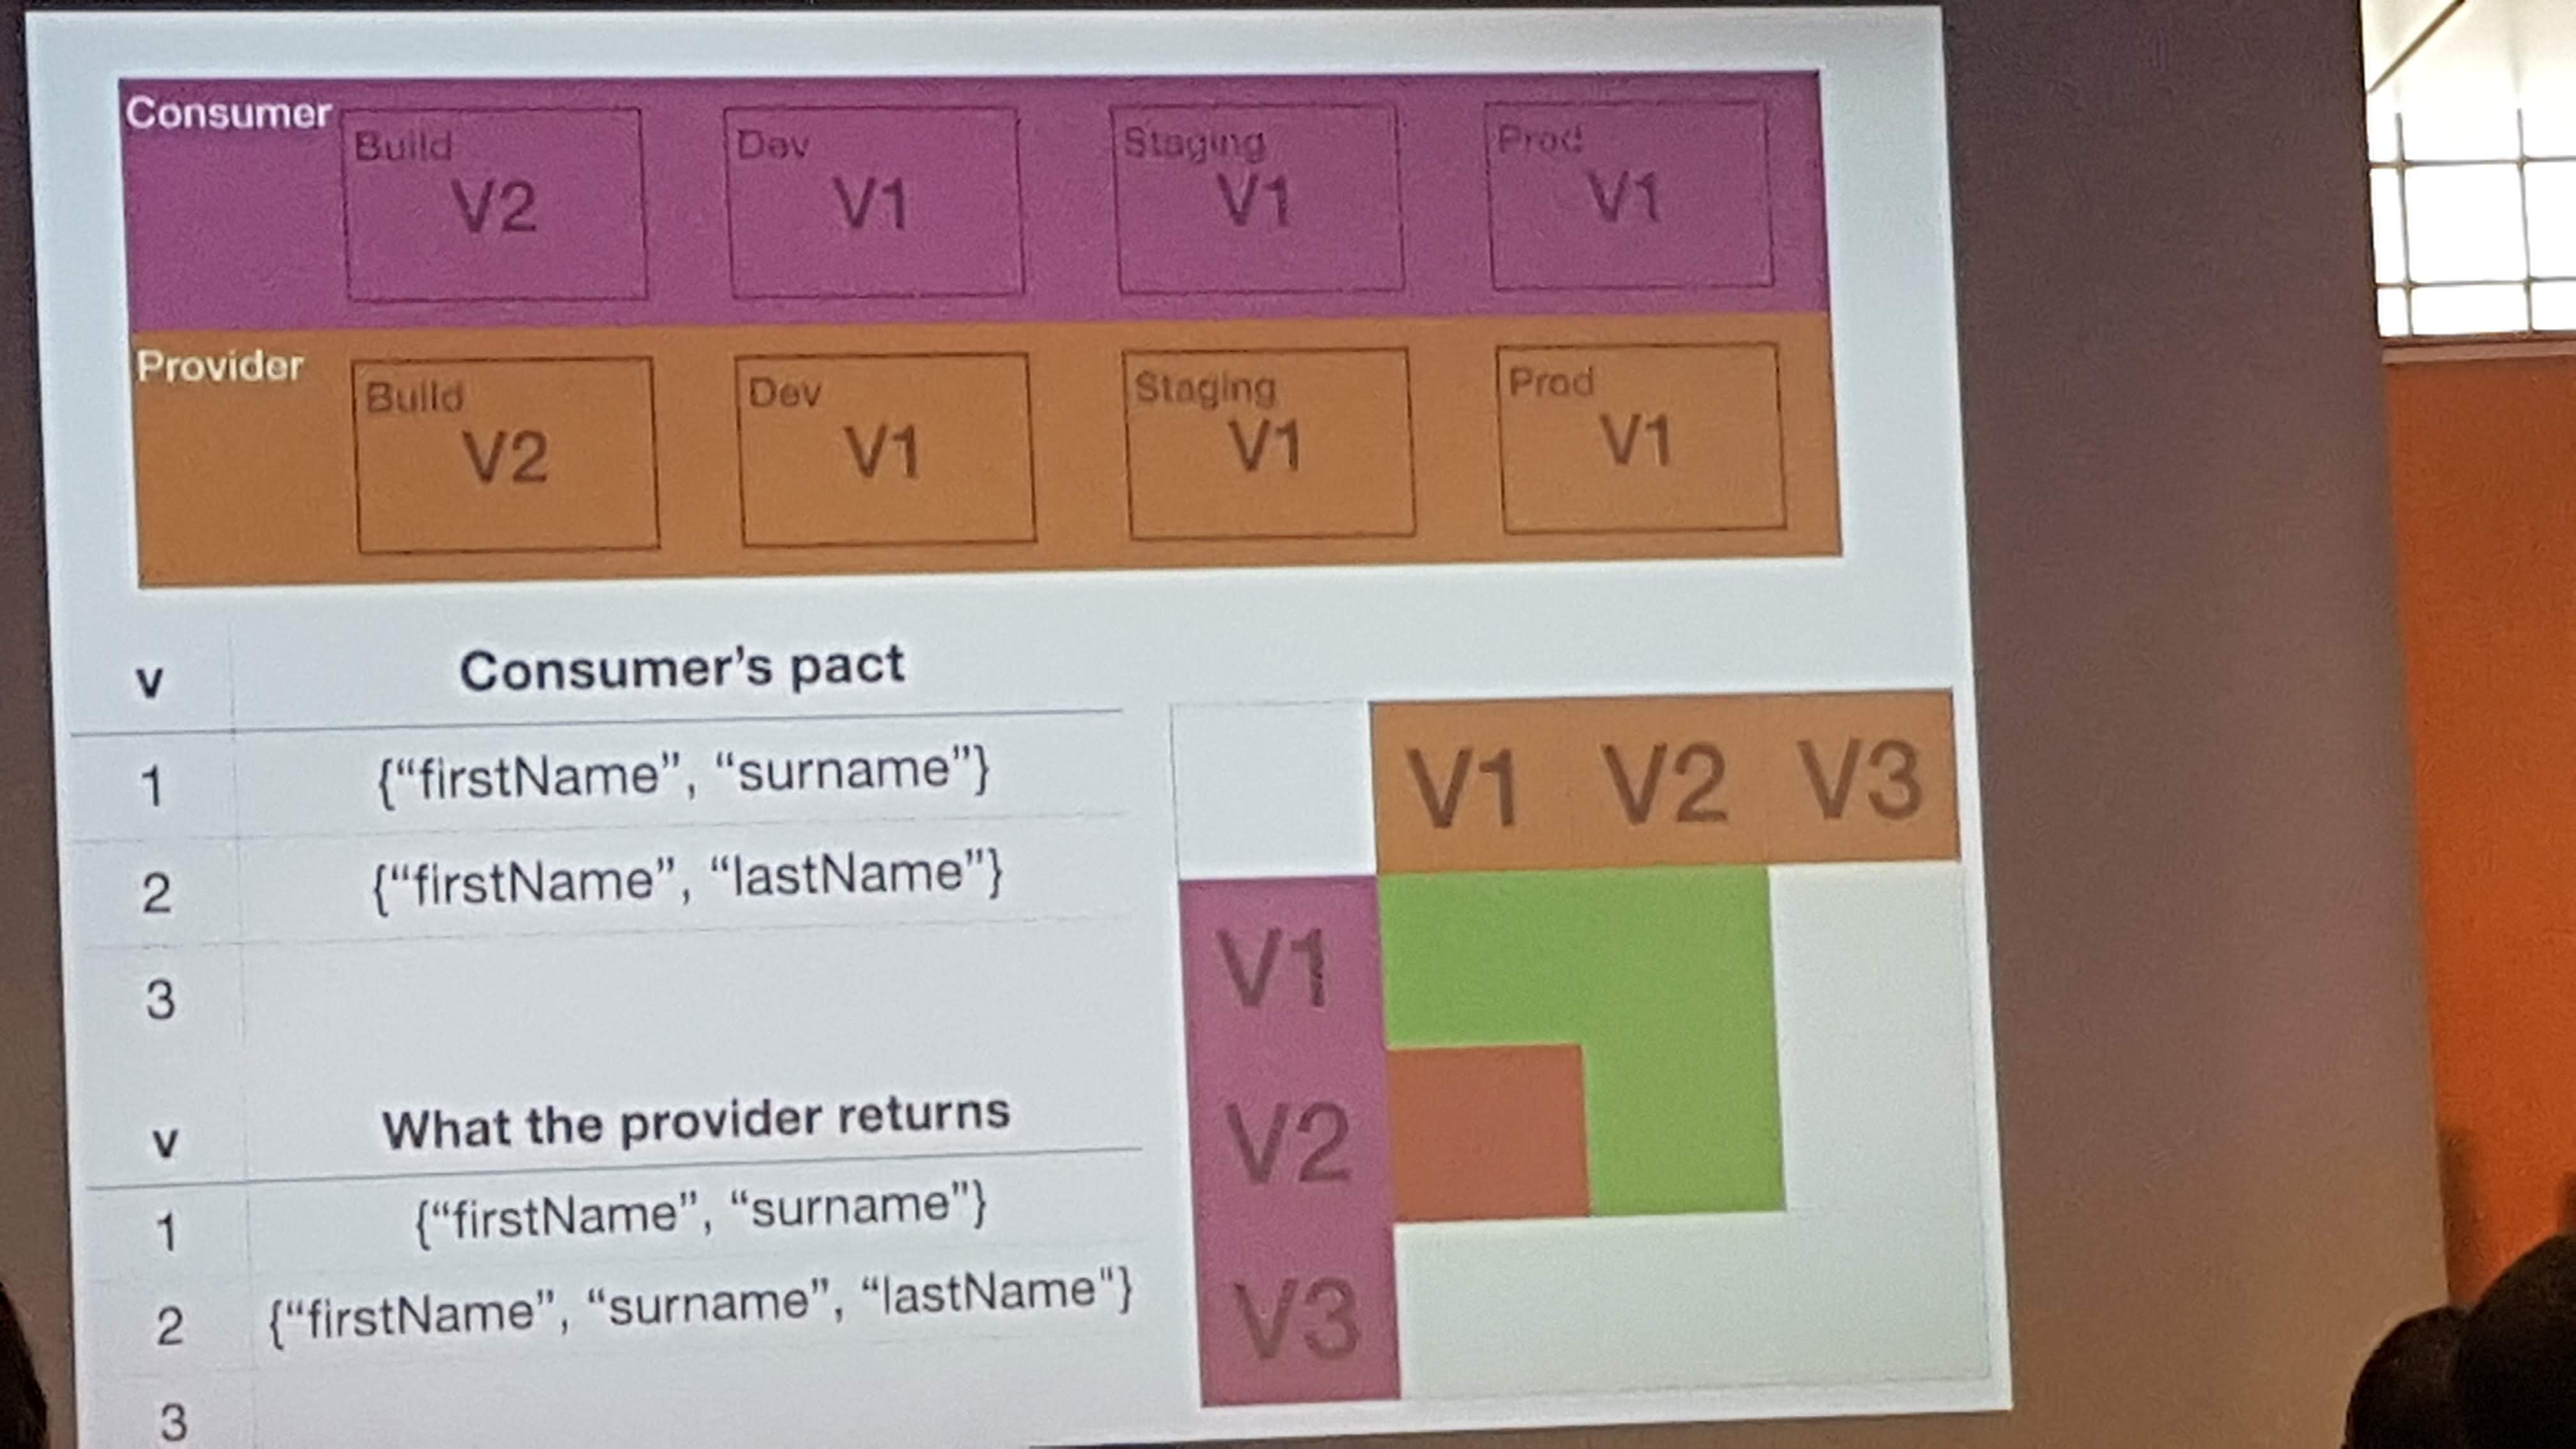 Consumer
Build Dev Staging Prod
V2 V1 V1 V1
Provider
Build Dev Staging Prod
V2 V1 V1 V1
v Consumer’s pact
1 {“firstName”, “surname”}
2 {“firstName”, “lastName”}
3
v What the provider returns
1 {“firstName”, “surname”}
2 {“firstName”, “surname”, “lastName"}
3
V1 V2 V3
V1
V2
V3